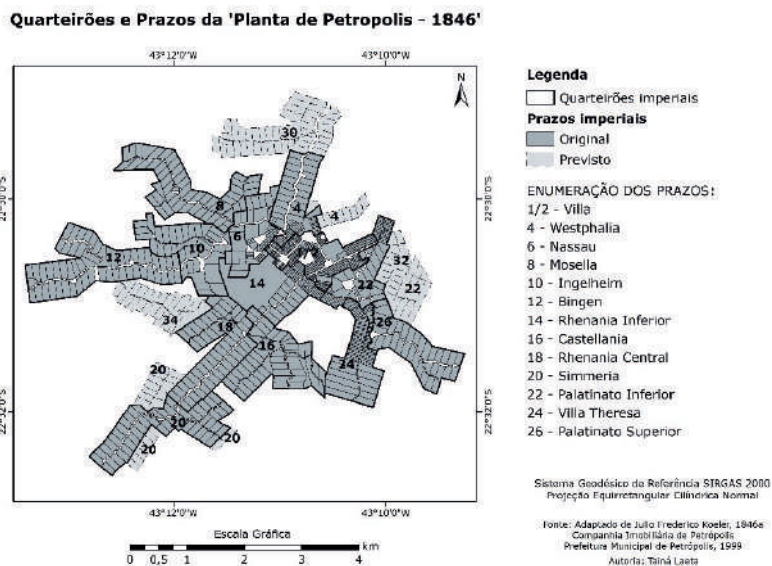 Quarteirões e Prazos da 'Planta de Petropolis - 1846'
43°12'0"W
43°10'0"W
N
22°30'0"S
22°30'0"S
30
8
4
4
6
10
12
1/2
32
14
22
22
34
18
26
16
24
20
20
20
20
22°32'0"S
22°32'0"S
43°12'0"W
43°10'0"W
Escala Gráfica
km
0 0,5 1 2 3 4
Legenda
Quarteirões imperiais
Prazos imperiais
Original
Previsto
ENUMERAÇÃO DOS PRAZOS:
1/2 - Villa
4 - Westphalia
6 - Nassau
8 - Mosella
10 - Ingelheim
12 - Bingen
14 - Rhenania Inferior
16 - Castellania
18 - Rhenania Central
20 - Simmeria
22 - Palatinato Inferior
24 - Villa Theresa
26 - Palatinato Superior
Sistema Geodésico de Referência SIRGAS 2000
Projeção Equirretangular Cilíndrica Normal
Fonte: Adaptado de Julio Frederico Koeler, 1846a
Companhia Imobiliária de Petrópolis
Prefeitura Municipal de Petrópolis, 1999
Autoria: Tainá Laeta